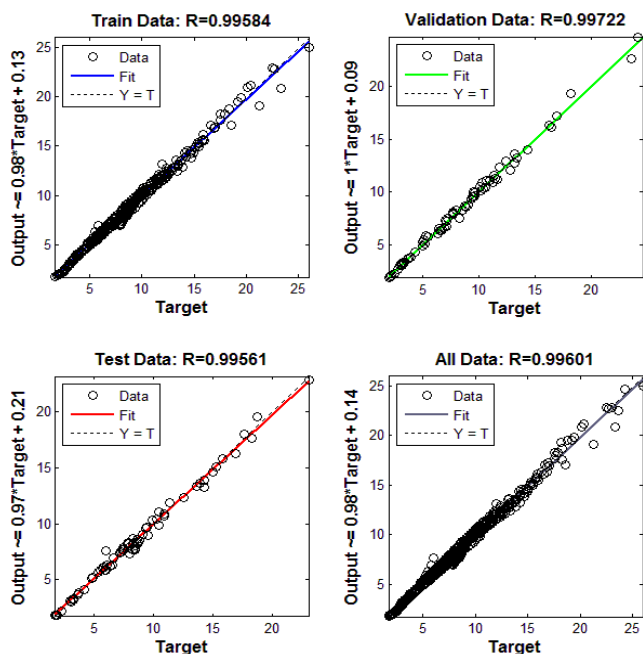 Train Data: R=0.99584
Output ~= 0.98*Target + 0.13
25
20
15
10
5
Data
Fit
Y = T
5
10
15
20
25
Target
Validation Data: R=0.99722
Output ~= 1*Target + 0.09
20
15
10
5
Data
Fit
Y = T
5
10
15
20
Target
Test Data: R=0.99561
Output ~= 0.97*Target + 0.21
20
15
10
5
Data
Fit
Y = T
5
10
15
20
Target
All Data: R=0.99601
Output ~= 0.98*Target + 0.14
25
20
15
10
5
Data
Fit
Y = T
5
10
15
20
25
Target